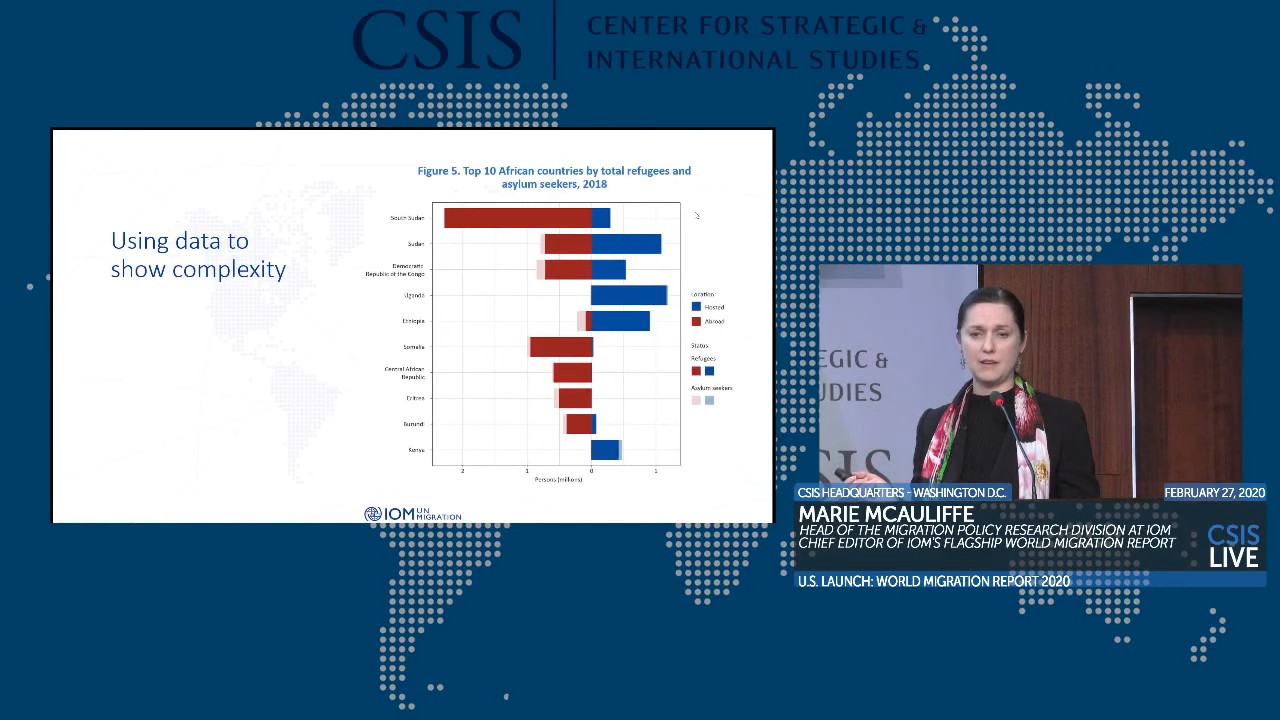 CSIS
CENTER FOR STRATEGIC &
INTERNATIONAL STUDIES
Using data to
show complexity
Figure 5. Top 10 African countries by total refugees and
asylum seekers, 2018
South Sudan
Sudan
Democratic
Republic of the Congo
Uganda
Ethiopia
Somalia
Central African
Republic
Eritrea
Burundi
Kenya
2 1 0 1
Persons (millions)
Location:
Hosted
Abroad
Status:
Refugees
Asylum seekers
IOM UN
MIGRATION
EGIC &
UDIES
SIS
CSIS HEADQUARTERS - WASHINGTON D.C.
FEBRUARY 27, 2020
MARIE MCAULIFFE
HEAD OF THE MIGRATION POLICY RESEARCH DIVISION AT IOM
CHIEF EDITOR OF IOM'S FLAGSHIP WORLD MIGRATION REPORT
CSIS
LIVE
U.S. LAUNCH: WORLD MIGRATION REPORT 2020